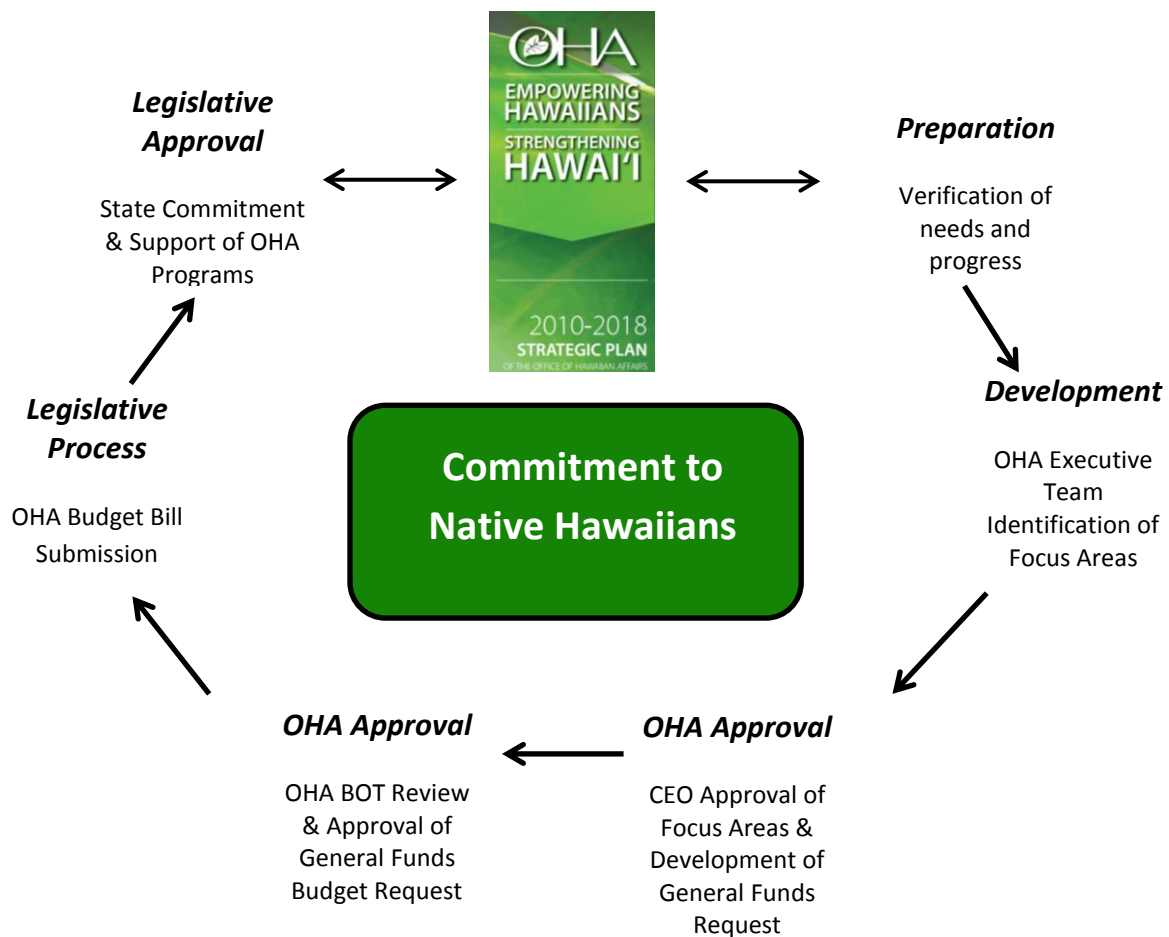 OHA
EMPOWERING
HAWAIIANS
STRENGTHENING
HAWAI‘I
2010-2018
STRATEGIC PLAN
OF THE OFFICE OF HAWAIIAN AFFAIRS
Preparation
Verification of
needs and
progress
Development
OHA Executive
Team
Identification of
Focus Areas
OHA Approval
CEO Approval of
Focus Areas &
Development of
General Funds
Request
OHA Approval
OHA BOT Review
& Approval of
General Funds
Budget Request
Legislative
Process
OHA Budget Bill
Submission
Legislative
Approval
State Commitment
& Support of OHA
Programs
Commitment to
Native Hawaiians